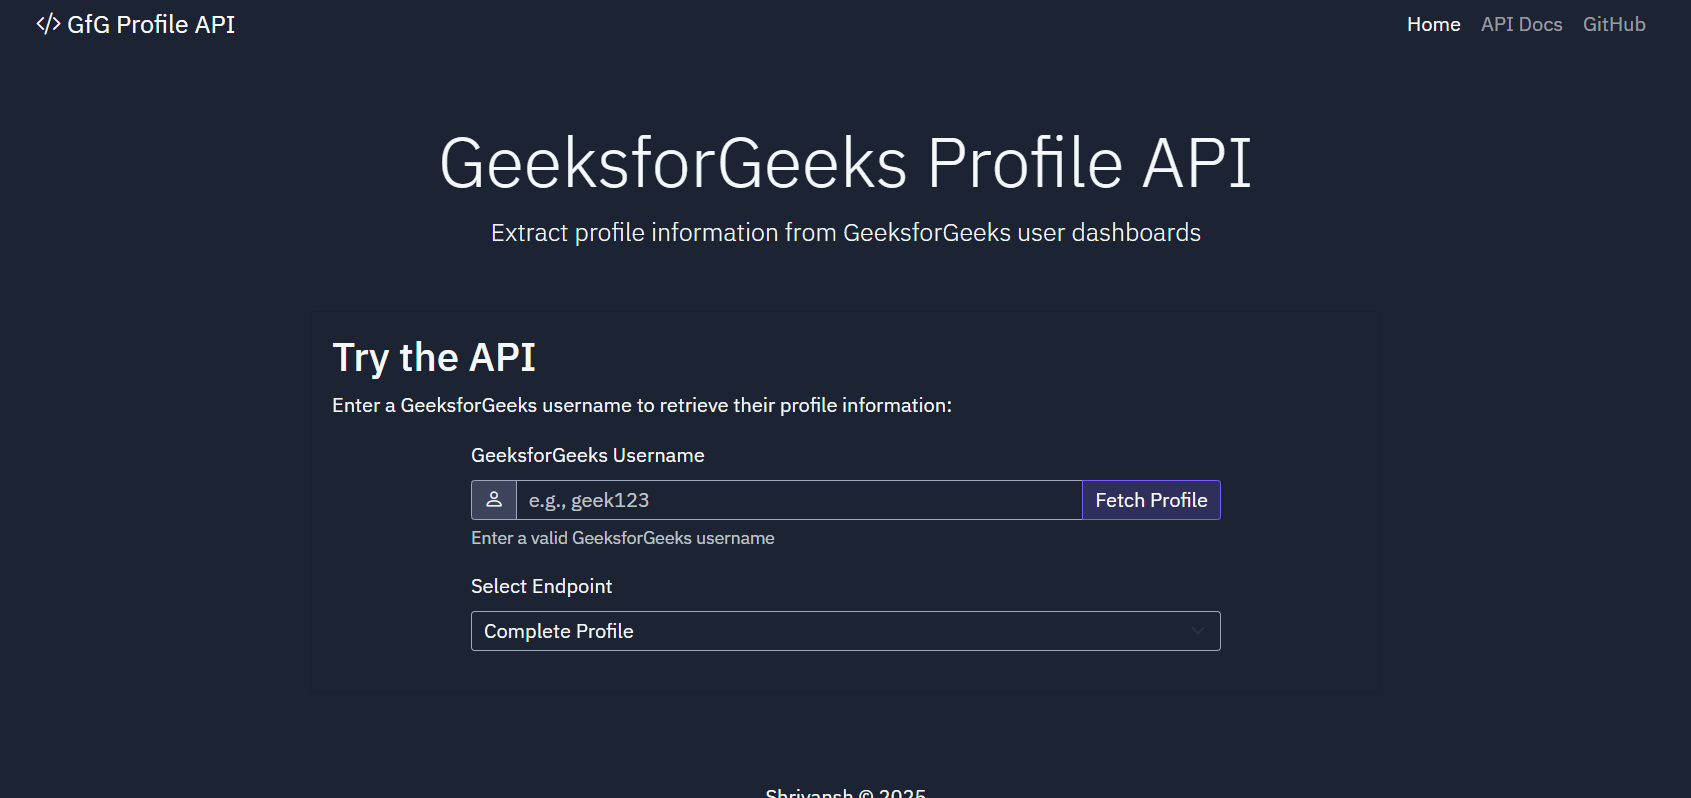 </> GfG Profile API
Home API Docs GitHub
GeeksforGeeks Profile API
Extract profile information from GeeksforGeeks user dashboards
Try the API
Enter a GeeksforGeeks username to retrieve their profile information:
GeeksforGeeks Username
e.g., geek123 Fetch Profile
Enter a valid GeeksforGeeks username
Select Endpoint
Complete Profile
Shrivansh © 2025